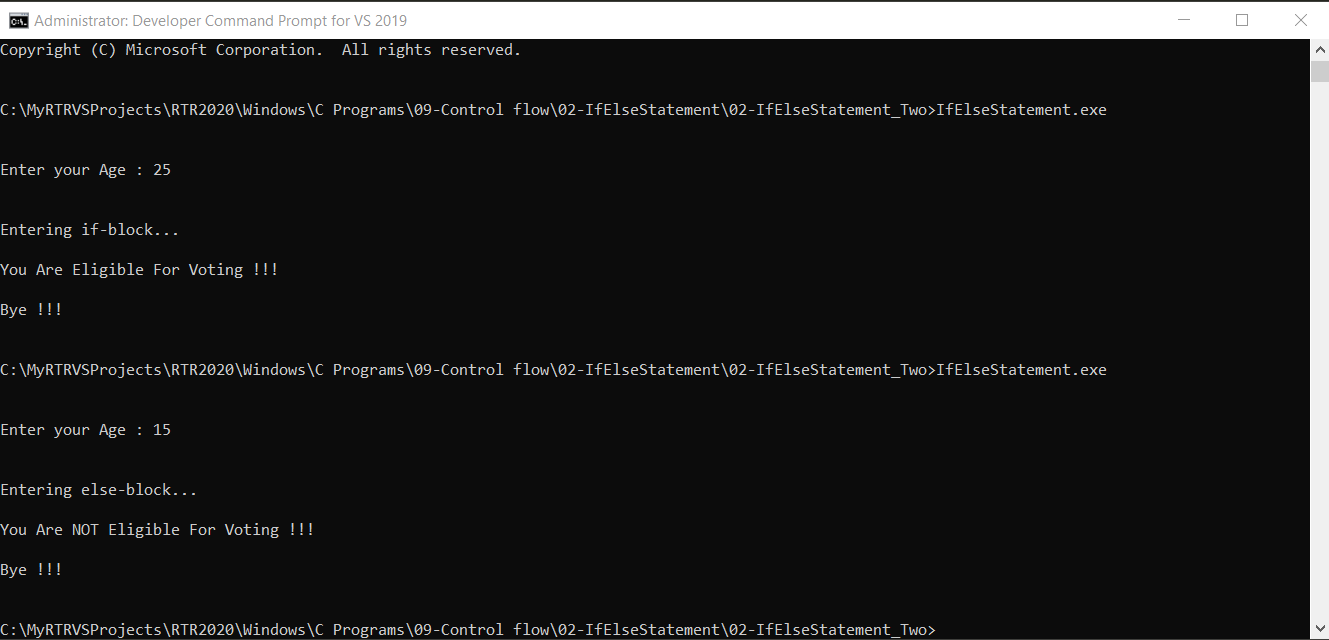 Administrator: Developer Command Prompt for VS 2019
Copyright (C) Microsoft Corporation.  All rights reserved.
C:\MyRTRVSProjects\RTR2020\Windows\C Programs\09-Control flow\02-IfElseStatement\02-IfElseStatement_Two>IfElseStatement.exe
Enter your Age : 25
Entering if-block...
You Are Eligible For Voting !!!
Bye !!!
C:\MyRTRVSProjects\RTR2020\Windows\C Programs\09-Control flow\02-IfElseStatement\02-IfElseStatement_Two>IfElseStatement.exe
Enter your Age : 15
Entering else-block...
You Are NOT Eligible For Voting !!!
Bye !!!
C:\MyRTRVSProjects\RTR2020\Windows\C Programs\09-Control flow\02-IfElseStatement\02-IfElseStatement_Two>